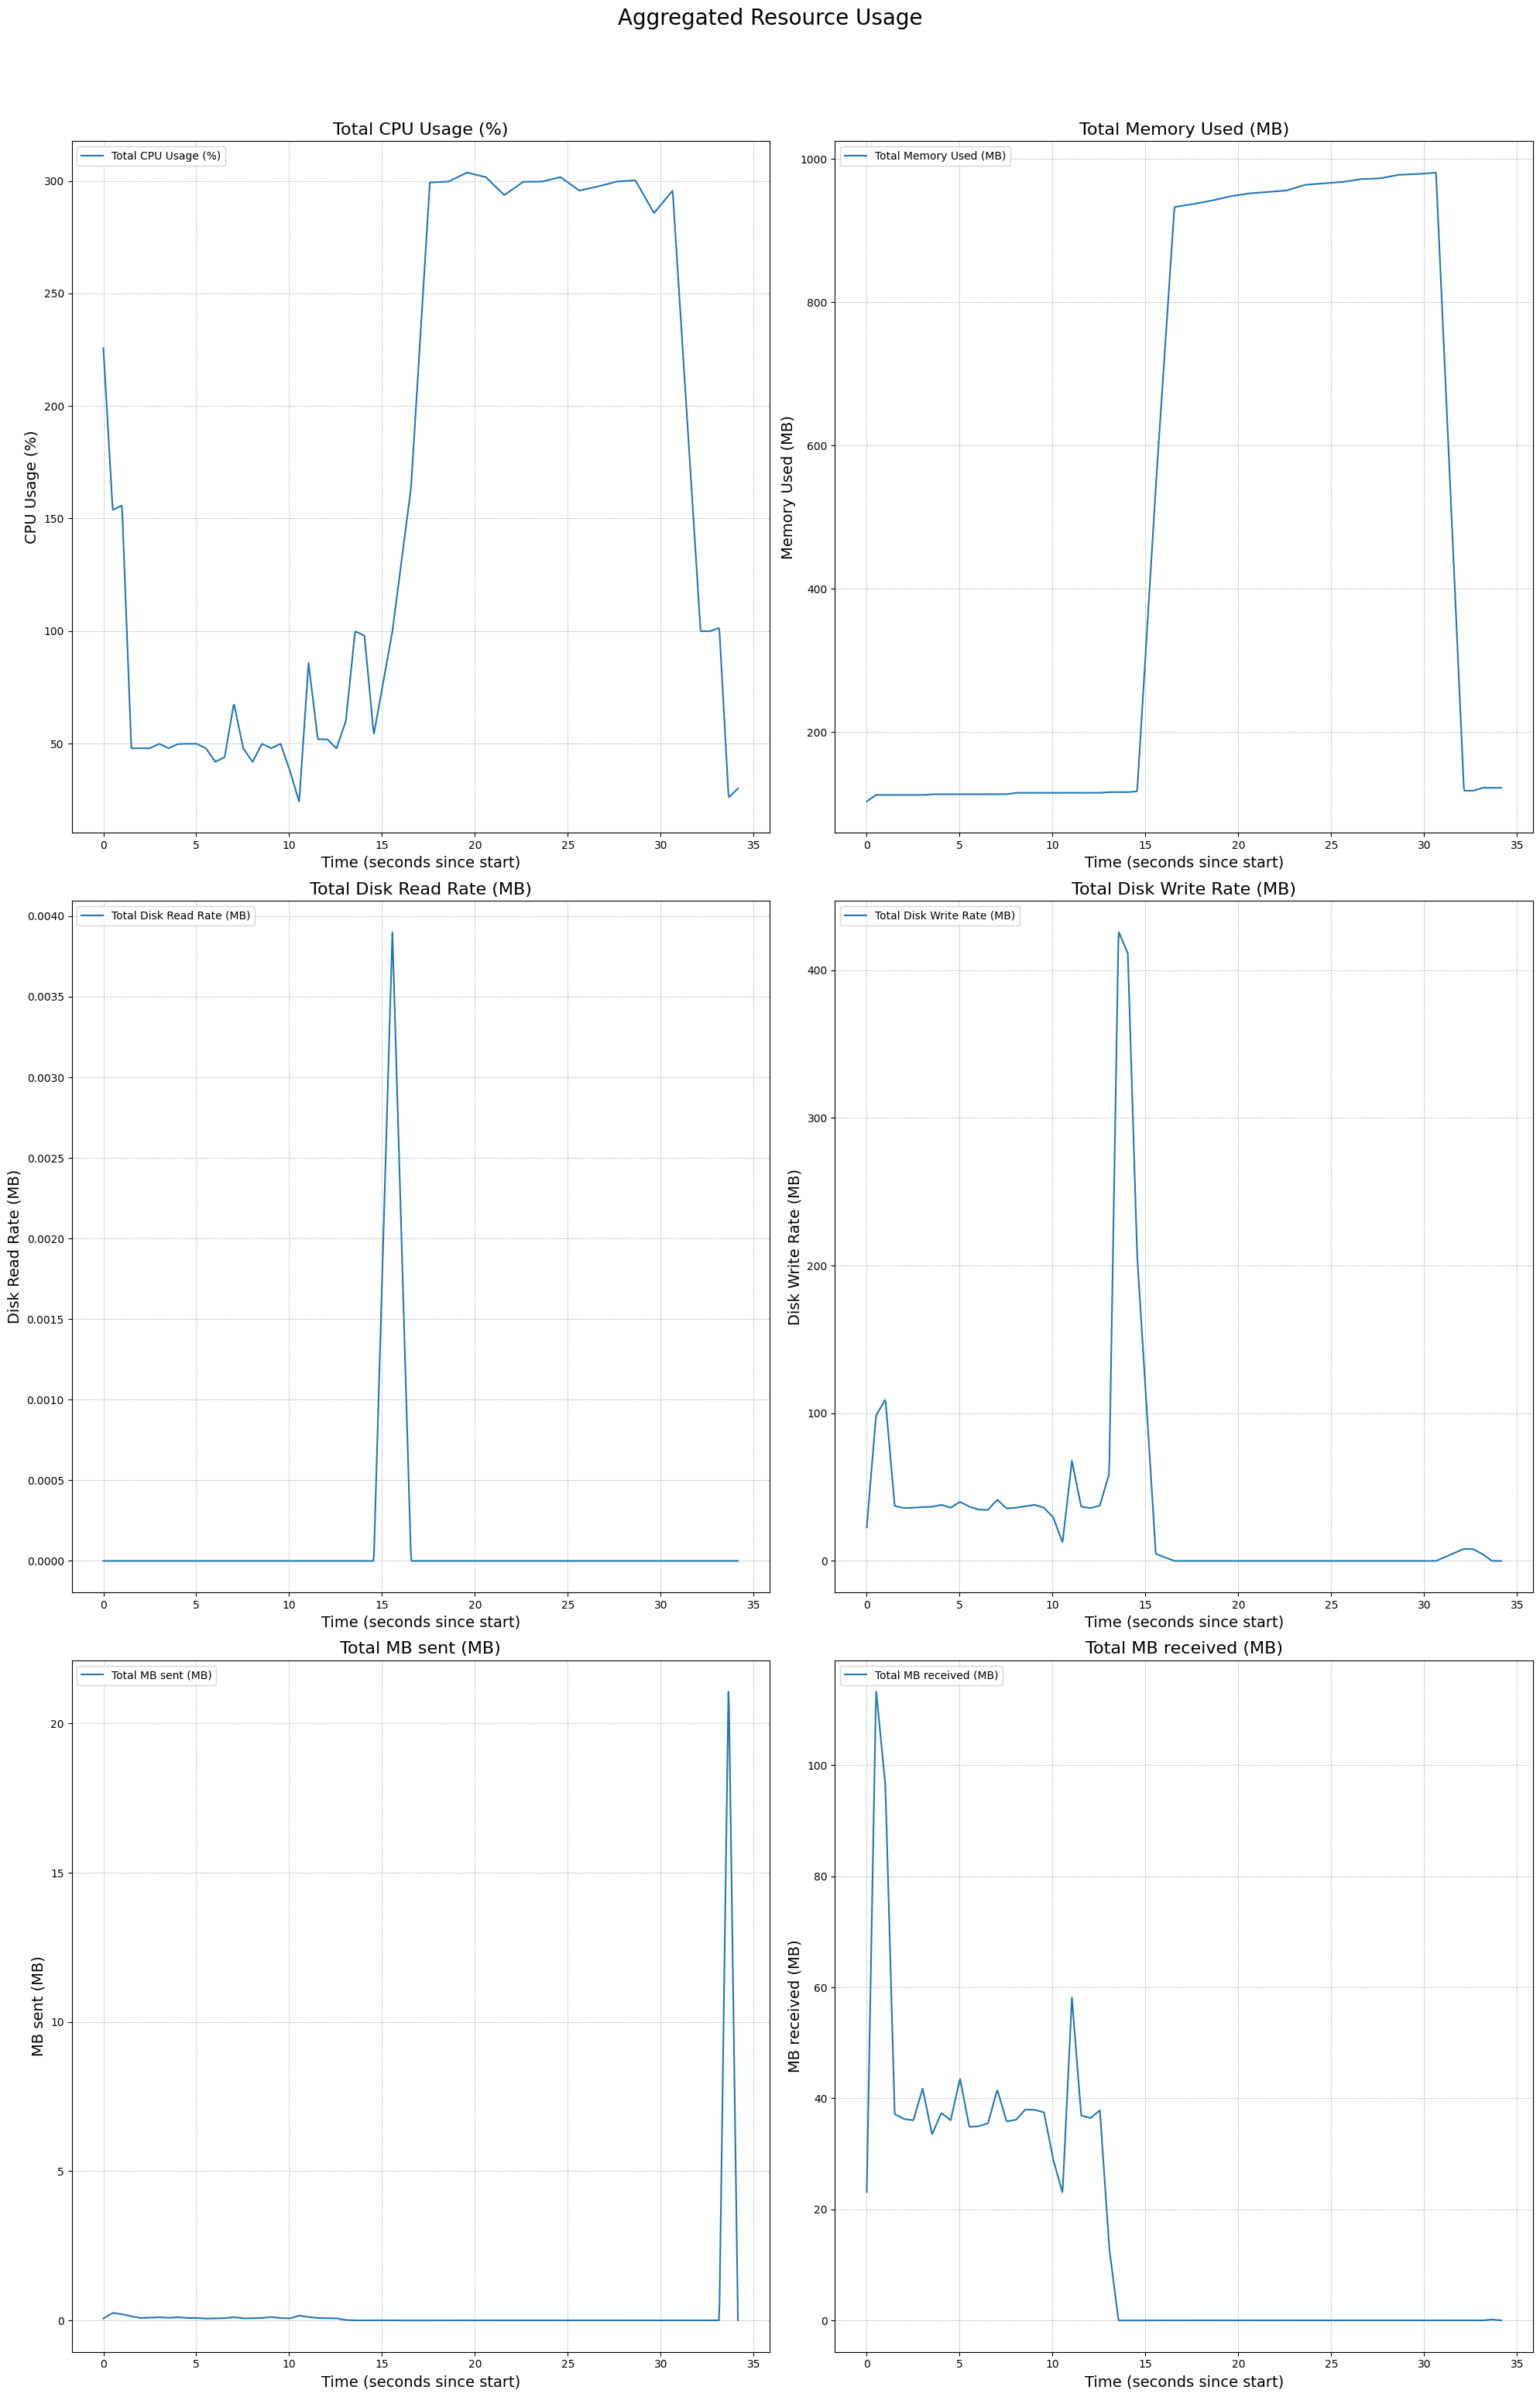 Aggregated Resource Usage
Total CPU Usage (%)
Total CPU Usage (%)
300
250
200
150
100
50
CPU Usage (%)
0 5 10 15 20 25 30 35
Time (seconds since start)
Total Memory Used (MB)
Total Memory Used (MB)
1000
800
600
400
200
Memory Used (MB)
0 5 10 15 20 25 30 35
Time (seconds since start)
Total Disk Read Rate (MB)
Total Disk Read Rate (MB)
0.0040
0.0035
0.0030
0.0025
0.0020
0.0015
0.0010
0.0005
0.0000
Disk Read Rate (MB)
0 5 10 15 20 25 30 35
Time (seconds since start)
Total Disk Write Rate (MB)
Total Disk Write Rate (MB)
400
300
200
100
0
Disk Write Rate (MB)
0 5 10 15 20 25 30 35
Time (seconds since start)
Total MB sent (MB)
Total MB sent (MB)
20
15
10
5
0
MB sent (MB)
0 5 10 15 20 25 30 35
Time (seconds since start)
Total MB received (MB)
Total MB received (MB)
100
80
60
40
20
0
MB received (MB)
0 5 10 15 20 25 30 35
Time (seconds since start)